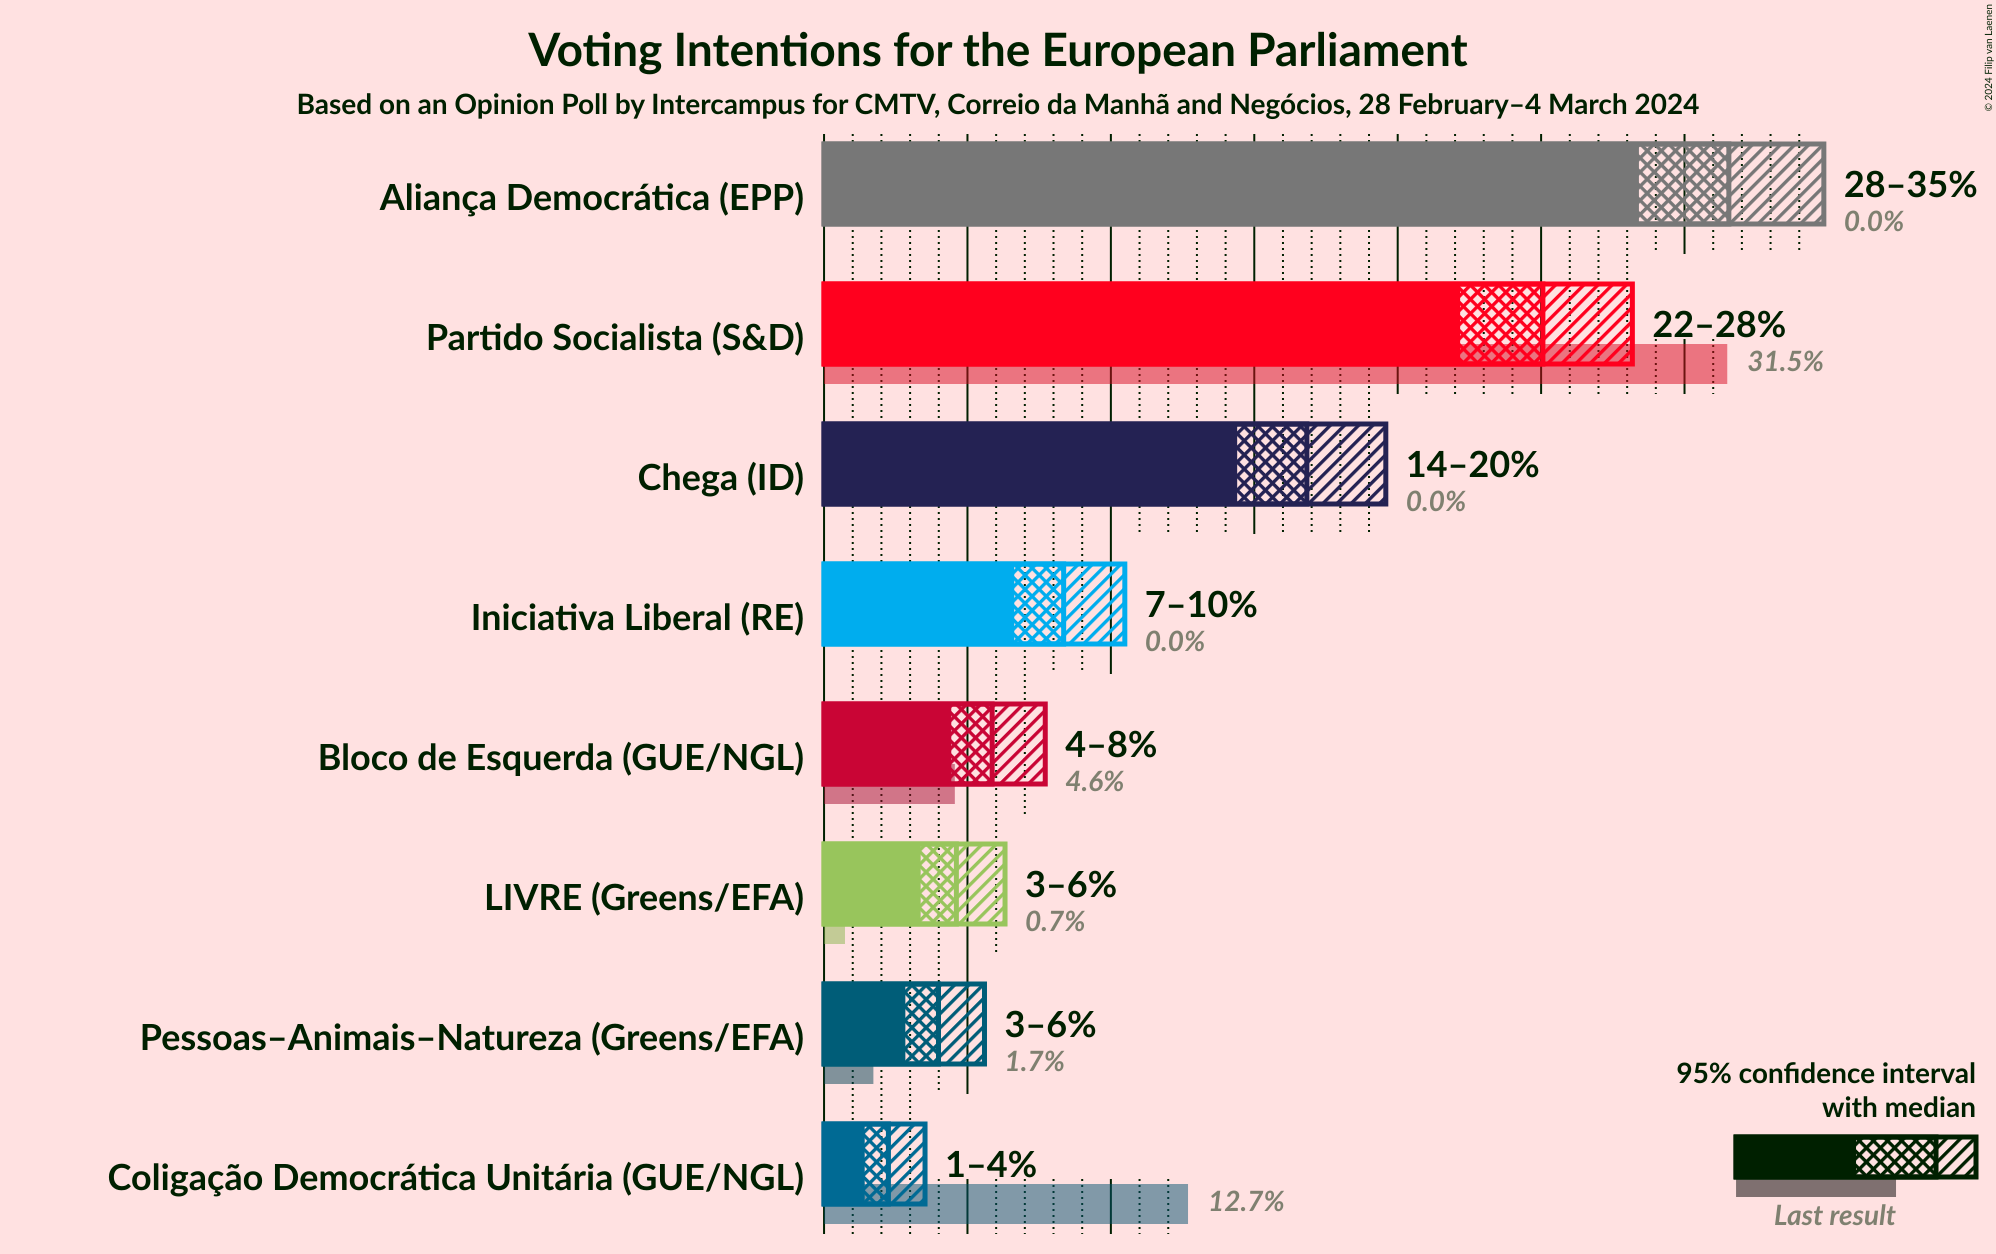 Voting Intentions for the European Parliament
Based on an Opinion Poll by Intercampus for CMTV, Correio da Manhã and Negócios, 28 February–4 March 2024
© 2024 Filip van Laenen
Aliança Democrática (EPP)
28–35%
0.0%
Partido Socialista (S&D)
22–28%
31.5%
Chega (ID)
14–20%
0.0%
Iniciativa Liberal (RE)
7–10%
0.0%
Bloco de Esquerda (GUE/NGL)
4–8%
4.6%
LIVRE (Greens/EFA)
3–6%
0.7%
Pessoas–Animais–Natureza (Greens/EFA)
3–6%
1.7%
Coligação Democrática Unitária (GUE/NGL)
1–4%
12.7%
95% confidence interval
with median
Last result